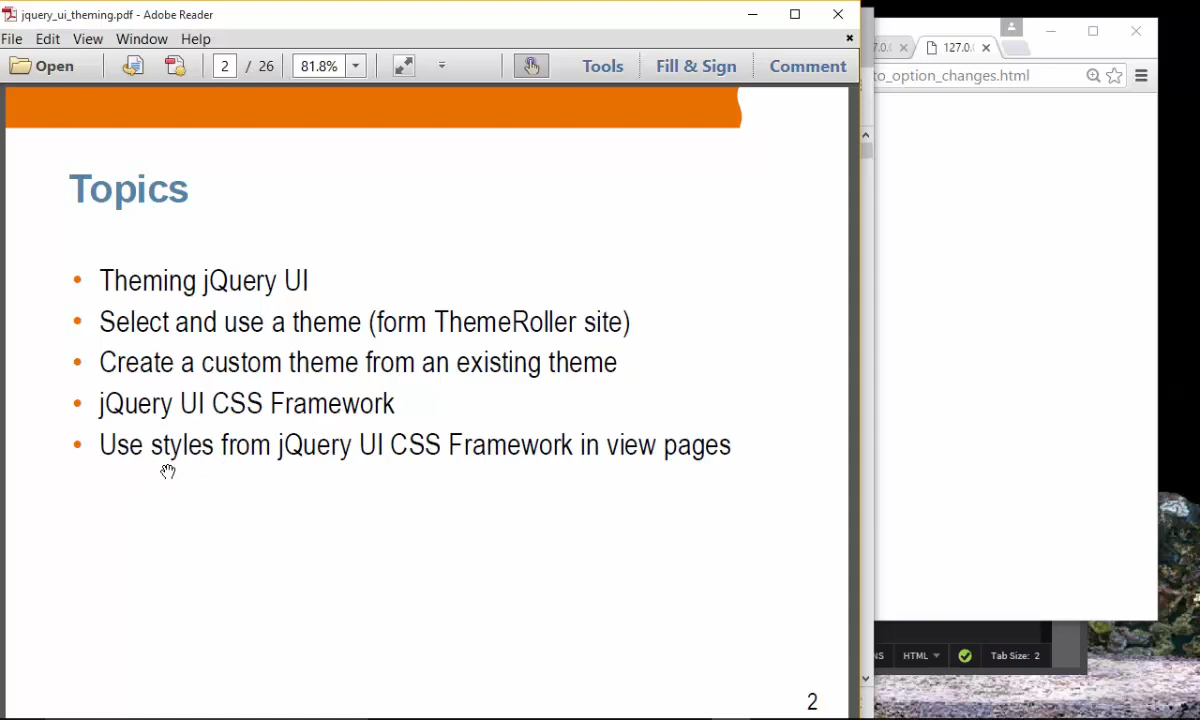 jquery_ui_theming.pdf - Adobe Reader
File Edit View Window Help
Open 2 / 26 81.8% Tools Fill & Sign Comment
127.0.
to_option_changes.html
Topics
• Theming jQuery UI
• Select and use a theme (form ThemeRoller site)
• Create a custom theme from an existing theme
• jQuery UI CSS Framework
• Use styles from jQuery UI CSS Framework in view pages
2
HTML Tab Size: 2